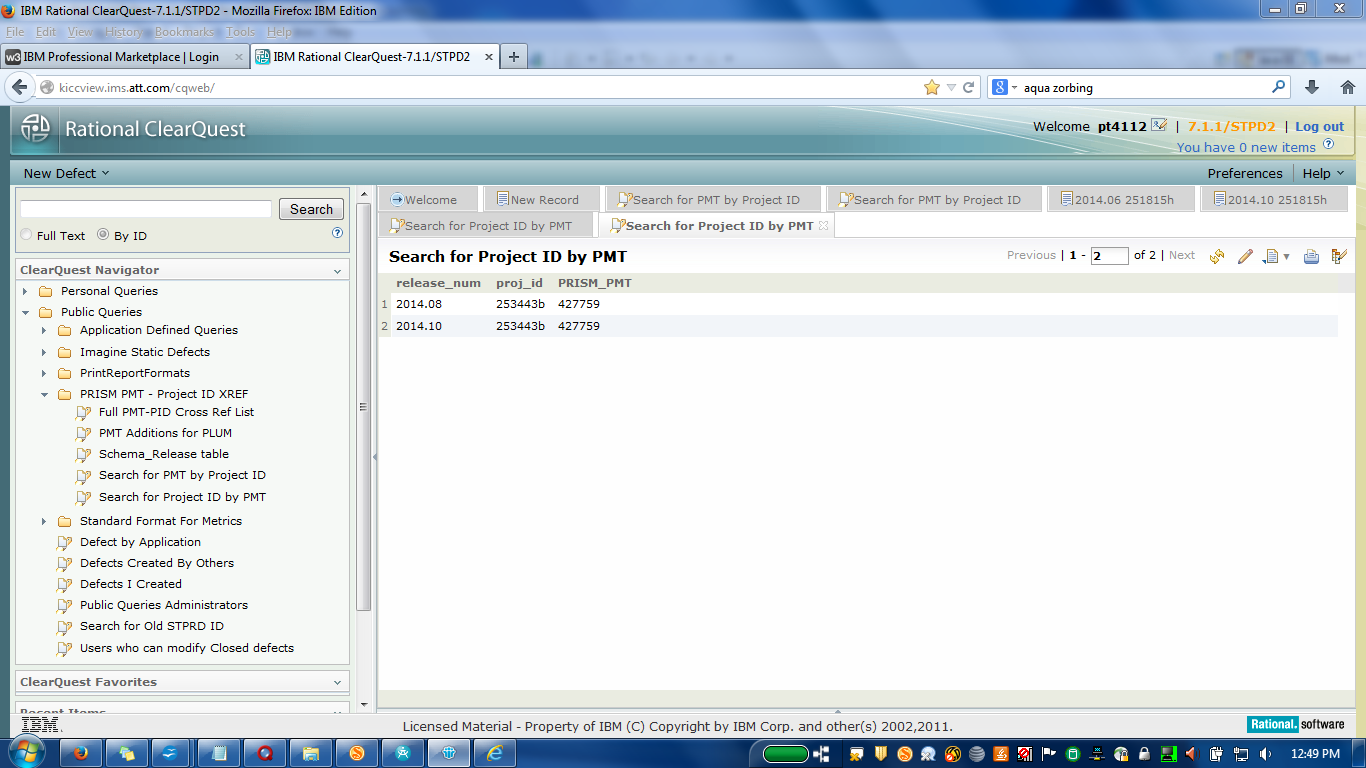 IBM Rational ClearQuest-7.1.1/STPD2 - Mozilla Firefox: IBM Edition
File Edit View History Bookmarks Tools Help
w3 IBM Professional Marketplace | Login × IBM Rational ClearQuest-7.1.1/STPD2 × +
kiccview.ims.att.com/cqweb/ aqua zorbing
Rational ClearQuest
Welcome pt4112 | 7.1.1/STPD2 | Log out
You have 0 new items
New Defect Preferences Help
Search
Full Text By ID
Welcome New Record Search for PMT by Project ID Search for PMT by Project ID 2014.06 251815h 2014.10 251815h
Search for Project ID by PMT Search for Project ID by PMT
Search for Project ID by PMT
Previous | 1 - 2 of 2 | Next
release_num proj_id PRISM_PMT
1 2014.08 253443b 427759
2 2014.10 253443b 427759
ClearQuest Navigator
Personal Queries
Public Queries
Application Defined Queries
Imagine Static Defects
PrintReportFormats
PRISM PMT - Project ID XREF
Full PMT-PID Cross Ref List
PMT Additions for PLUM
Schema_Release table
Search for PMT by Project ID
Search for Project ID by PMT
Standard Format For Metrics
Defect by Application
Defects Created By Others
Defects I Created
Public Queries Administrators
Search for Old STPRD ID
Users who can modify Closed defects
ClearQuest Favorites
Recent Items
IBM.
Licensed Material - Property of IBM (C) Copyright by IBM Corp. and other(s) 2002,2011.
Rational. software
12:49 PM